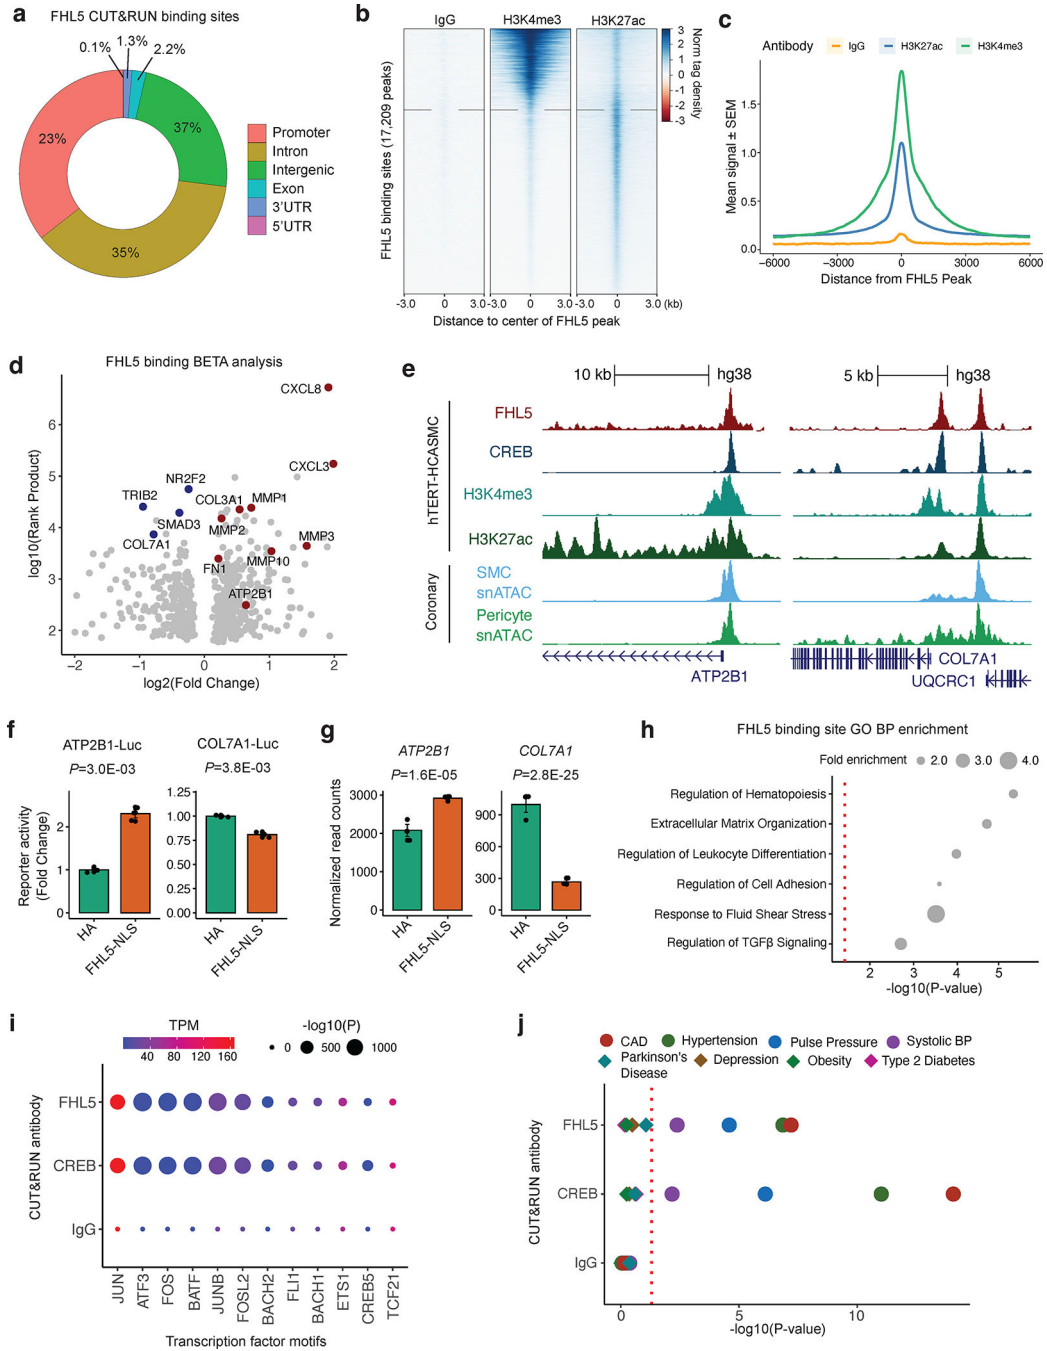 a
FHL5 CUT&RUN binding sites
0.1%
1.3%
2.2%
23%
37%
35%
Promoter
Intron
Intergenic
Exon
3'UTR
5'UTR
b
IgG
H3K4me3
H3K27ac
FHL5 binding sites (17,209 peaks)
3
2
1
0
−1
−2
−3
Norm tag density
-3.0 0 3.0 -3.0 0 3.0 -3.0 0 3.0 (kb)
Distance to center of FHL5 peak
c
Antibody IgG H3K27ac H3K4me3
Mean signal ± SEM
1.5
1.0
0.5
0.0
−6000 −3000 0 3000 6000
Distance from FHL5 Peak
d
FHL5 binding BETA analysis
log10(Rank Product)
6
5
4
3
2
CXCL8
CXCL3
NR2F2
TRIB2
SMAD3
COL7A1
COL3A1
MMP1
MMP2
MMP3
MMP10
FN1
ATP2B1
−2 −1 0 1 2
log2(Fold Change)
e
10 kb hg38
5 kb hg38
hTERT-HCASMC
FHL5
CREB
H3K4me3
H3K27ac
Coronary
SMC
snATAC
Pericyte
snATAC
ATP2B1
COL7A1
UQCRC1
f
ATP2B1-Luc
P=3.0E-03
COL7A1-Luc
P=3.8E-03
Reporter activity
(Fold Change)
2
1
0
HA
FHL5-NLS
1.25
1.00
0.75
0.50
0.25
0.00
HA
FHL5-NLS
g
ATP2B1
P=1.6E-05
COL7A1
P=2.8E-25
Normalized read counts
3000
2000
1000
0
HA
FHL5-NLS
900
600
300
0
HA
FHL5-NLS
h
FHL5 binding site GO BP enrichment
Fold enrichment 2.0 3.0 4.0
Regulation of Hematopoiesis
Extracellular Matrix Organization
Regulation of Leukocyte Differentiation
Regulation of Cell Adhesion
Response to Fluid Shear Stress
Regulation of TGFβ Signaling
2 3 4 5
-log10(P-value)
i
TPM
40 80 120 160
-log10(P)
0 500 1000
CUT&RUN antibody
FHL5
CREB
IgG
JUN
ATF3
FOS
BATF
JUNB
FOSL2
BACH2
FLI1
BACH1
ETS1
CREB5
TCF21
Transcription factor motifs
j
CAD Hypertension Pulse Pressure Systolic BP
Parkinson's Disease Depression Obesity Type 2 Diabetes
CUT&RUN antibody
FHL5
CREB
IgG
0 5 10
-log10(P-value)